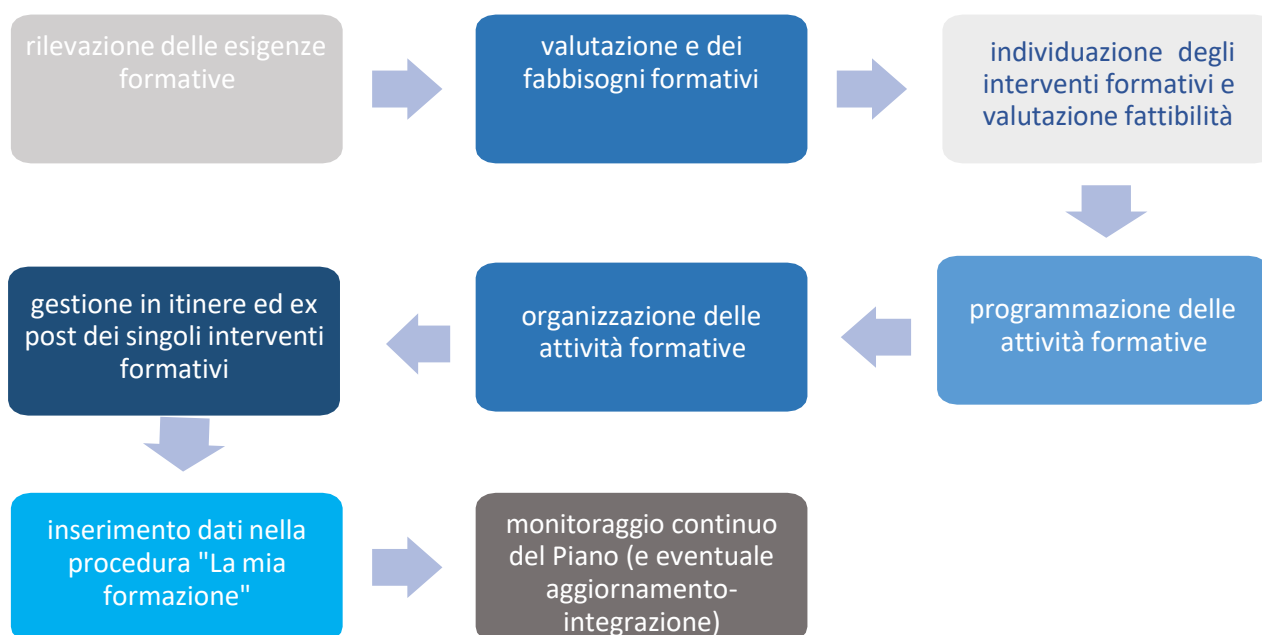 rilevazione delle esigenze
formative
valutazione e dei
fabbisogni formativi
individuazione degli
interventi formativi e
valutazione fattibilità
programmazione delle
attività formative
organizzazione delle
attività formative
gestione in itinere ed ex
post dei singoli interventi
formativi
inserimento dati nella
procedura "La mia
formazione"
monitoraggio continuo
del Piano (e eventuale
aggiornamento-
integrazione)